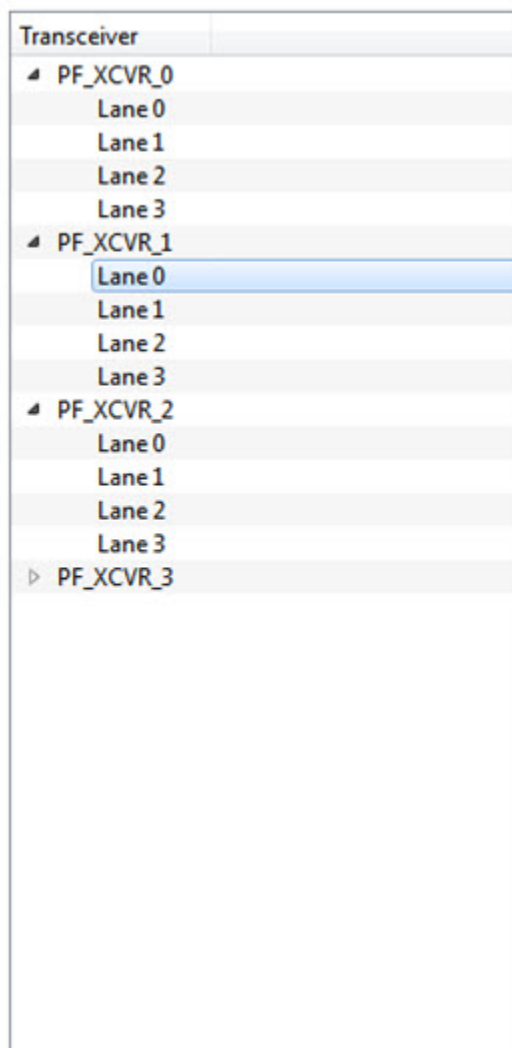 Transceiver
PF_XCVR_0
Lane 0
Lane 1
Lane 2
Lane 3
PF_XCVR_1
Lane 0
Lane 1
Lane 2
Lane 3
PF_XCVR_2
Lane 0
Lane 1
Lane 2
Lane 3
PF_XCVR_3